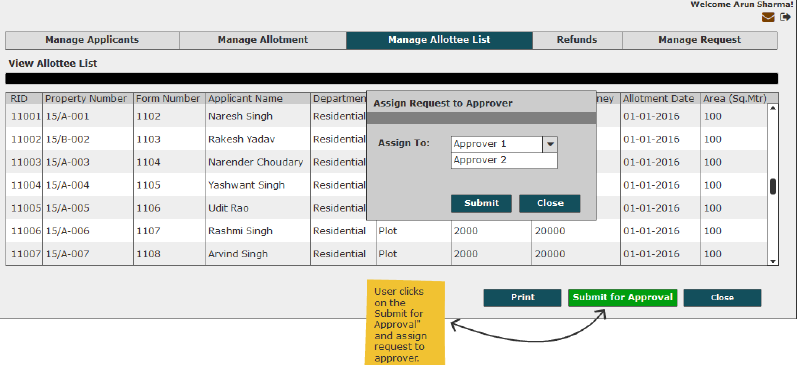 Welcome Arun Sharma!
Manage Applicants Manage Allotment Manage Allottee List Refunds Manage Request
View Allottee List
RID Property Number Form Number Applicant Name Departmen ney Allotment Date Area (Sq.Mtr)
11001 15/A-001 1102 Naresh Singh Residential 01-01-2016 100
11002 15/B-002 1103 Rakesh Yadav Residential 01-01-2016 100
11003 15/A-003 1104 Narender Choudary Residential 01-01-2016 100
11004 15/A-004 1105 Yashwant Singh Residential 01-01-2016 100
11005 15/A-005 1106 Udit Rao Residential 01-01-2016 100
11006 15/A-006 1107 Rashmi Singh Residential Plot 2000 20000 01-01-2016 100
11007 15/A-007 1108 Arvind Singh Residential Plot 2000 20000 01-01-2016 100
Assign Request to Approver
Assign To: Approver 1
Approver 2
Submit Close
Print Submit for Approval Close
User clicks
on the
Submit for
Approval"
and assign
request to
approver.